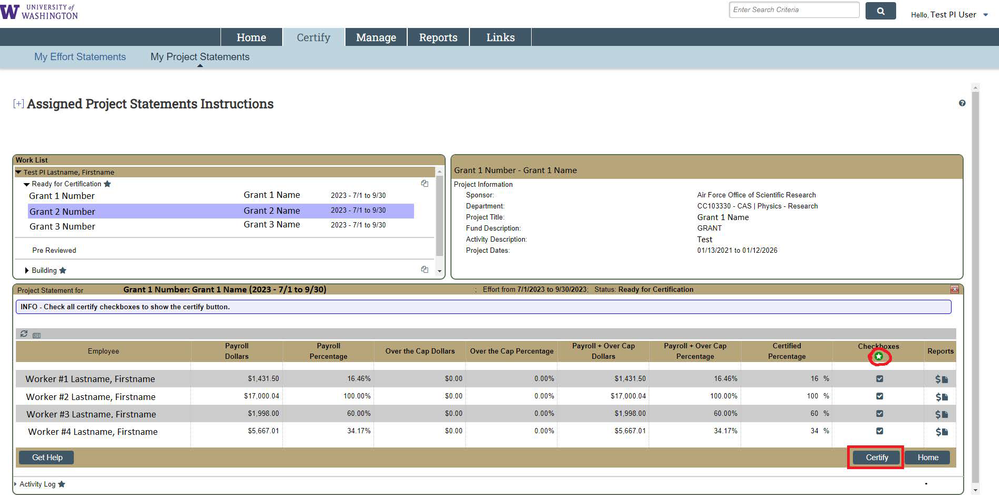 W UNIVERSITY of
WASHINGTON
Enter Search Criteria
Hello, Test PI User
Home Certify Manage Reports Links
My Effort Statements My Project Statements
[+] Assigned Project Statements Instructions
Work List
Test PI Lastname, Firstname
Ready for Certification
Grant 1 Number Grant 1 Name 2023 - 7/1 to 9/30
Grant 2 Number Grant 2 Name 2023 - 7/1 to 9/30
Grant 3 Number Grant 3 Name 2023 - 7/1 to 9/30
Pre Reviewed
Building
Grant 1 Number - Grant 1 Name
Project Information
Sponsor: Air Force Office of Scientific Research
Department: CC103330 - CAS | Physics - Research
Project Title: Grant 1 Name
Fund Description: GRANT
Activity Description: Test
Project Dates: 01/13/2021 to 01/12/2026
Project Statement for Grant 1 Number: Grant 1 Name (2023 - 7/1 to 9/30) ; Effort from 7/1/2023 to 9/30/2023; Status: Ready for Certification
INFO - Check all certify checkboxes to show the certify button.
Employee Payroll Dollars Payroll Percentage Over the Cap Dollars Over the Cap Percentage Payroll + Over Cap Dollars Payroll + Over Cap Percentage Certified Percentage Checkboxes Reports
Worker #1 Lastname, Firstname $1,431.50 16.46% $0.00 0.00% $1,431.50 16.46% 16 % $
Worker #2 Lastname, Firstname $17,000.04 100.00% $0.00 0.00% $17,000.04 100.00% 100 % $
Worker #3 Lastname, Firstname $1,998.00 60.00% $0.00 0.00% $1,998.00 60.00% 60 % $
Worker #4 Lastname, Firstname $5,667.01 34.17% $0.00 0.00% $5,667.01 34.17% 34 % $
Get Help Certify Home
Activity Log